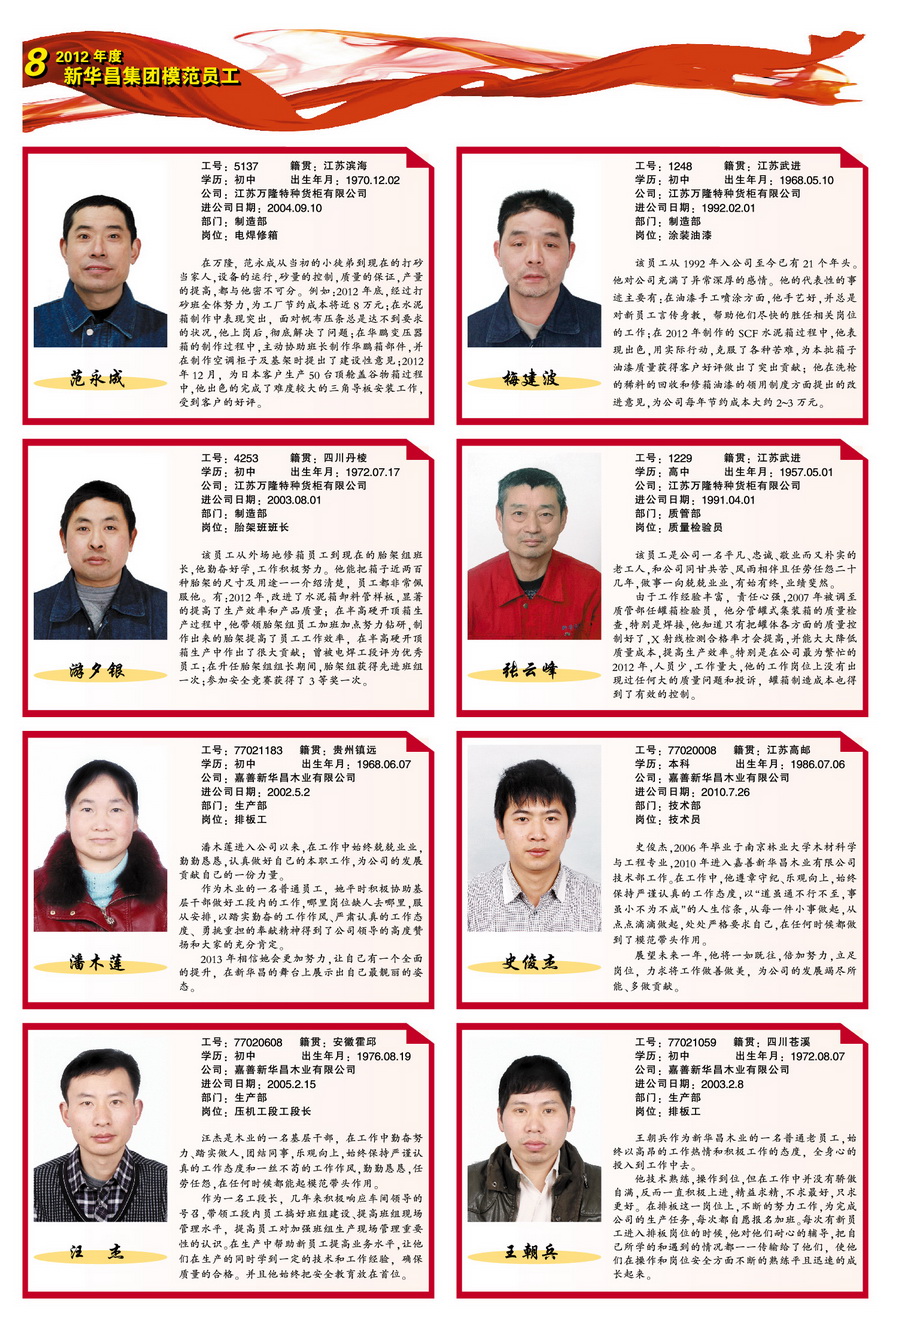 8
2012 年度
新华昌集团模范员工
工号：5137 籍贯：江苏滨海
学历：初中 出生年月：1970.12.02
公司：江苏万隆特种货柜有限公司
进公司日期：2004.09.10
部门：制造部
岗位：电焊修箱
在万隆，范永成从当初的小徒弟到现在的打砂
当家人，设备的运行，砂量的控制，质量的保证，产量
的提高，都与他密不可分。例如：2012 年底，经过打
砂班全体努力，为工厂节约成本将近 8 万元；在水泥
箱制作中表现突出，面对帆布压条总是达不到要求
的状况，他上岗后，彻底解决了问题；在华鹏变压器
箱的制作过程中，主动协助班长制作华鹏箱部件，并
在制作空调柜子及基架时提出了建设性意见；2012
年 12 月，为日本客户生产 50 台顶舱盖谷物箱过程
中，他出色的完成了难度较大的三角导板安装工作，
受到客户的好评。
范永成
工号：1248 籍贯：江苏武进
学历：初中 出生年月：1968.05.10
公司：江苏万隆特种货柜有限公司
进公司日期：1992.02.01
部门：制造部
岗位：涂装油漆
该员工从 1992 年入公司至今已有 21 个年头。
他对公司充满了异常深厚的感情。他的代表性的事
迹主要有：在油漆手工喷涂方面，他手艺好，并总是
对新员工言传身教，帮助他们尽快的胜任相关岗位
的工作；在 2012 年制作的 SCF 水泥箱过程中，他表
现出色，用实际行动，克服了各种苦难，为本批箱子
油漆质量获得客户好评做出了突出贡献；他在洗枪
的稀料的回收和修箱油漆的领用制度方面提出的改
进意见，为公司每年节约成本大约 2~3 万元。
梅建波
工号：4253 籍贯：四川丹棱
学历：初中 出生年月：1972.07.17
公司：江苏万隆特种货柜有限公司
进公司日期：2003.08.01
部门：制造部
岗位：胎架班班长
该员工从外场地修箱员工到现在的胎架组班
长，他勤奋好学，工作积极努力。他能把箱子近两百
种胎架的尺寸及用途一一介绍清楚，员工都非常佩
服他。有；2012 年，改进了水泥箱卸料管样板，显著
的提高了生产效率和产品质量；在半高硬开顶箱生
产过程中，他带领胎架组员工加班加点努力钻研，制
作出来的胎架提高了员工工作效率，在半高硬开顶
箱生产中作出了很大贡献；曾被电焊工段评为优秀
员工；在升任胎架组组长期间，胎架组获得先进班组
一次；参加安全竞赛获得了 3 等奖一次。
游夕银
工号：1229 籍贯：江苏武进
学历：高中 出生年月：1957.05.01
公司：江苏万隆特种货柜有限公司
进公司日期：1991.04.01
部门：质管部
岗位：质量检验员
该员工是公司一名平凡、忠诚、敬业而又朴实的
老工人，和公司同甘共苦、风雨相伴且任劳任怨二十
几年，做事一向兢兢业业，有始有终，业绩斐然。
由于工作经验丰富，责任心强，2007 年被调至
质管部任罐箱检验员，他分管罐式集装箱的质量检
查，特别是焊接，他知道只有把罐体各方面的质量控
制好了，X 射线检测合格率才会提高，并能大大降低
质量成本，提高生产效率。特别是在公司最为繁忙的
2012 年，人员少，工作量大，他的工作岗位上没有出
现过任何大的质量问题和投诉，罐箱制造成本也得
到了有效的控制。
张云峰
工号：77021183 籍贯：贵州镇远
学历：初中 出生年月：1968.06.07
公司：嘉善新华昌木业有限公司
进公司日期：2002.5.2
部门：生产部
岗位：排板工
潘木莲进入公司以来，在工作中始终兢兢业业，
勤勤恳恳，认真做好自己的本职工作，为公司的发展
贡献自己的一份力量。
作为木业的一名普通员工，她平时积极协助基
层干部做好工段内的工作，哪里岗位缺人去哪里，服
从安排，以踏实勤奋的工作作风、严肃认真的工作态
度、勇挑重担的奉献精神得到了公司领导的高度赞
扬和大家的充分肯定。
2013 年相信她会更加努力，让自己有一个全面
的提升，在新华昌的舞台上展示出自己最靓丽的姿
态。
潘木莲
工号：77020008 籍贯：江苏高邮
学历：本科 出生年月：1986.07.06
公司：嘉善新华昌木业有限公司
进公司日期：2010.7.26
部门：技术部
岗位：技术员
史俊杰，2006 年毕业于南京林业大学木材科学
与工程专业，2010 年进入嘉善新华昌木业有限公司
技术部工作。在工作中，他遵章守纪、乐观向上，始终
保持严谨认真的工作态度，以“道虽通不行不至，事
虽小不为不成”的人生信条，从每一件小事做起，从
点点滴滴做起，处处严格要求自己，在任何时候都做
到了模范带头作用。
展望未来一年，他将一如既往，倍加努力，立足
岗位，力求将工作做善做美，为公司的发展竭尽所
能、多做贡献。
史俊杰
工号：77020608 籍贯：安徽霍邱
学历：初中 出生年月：1976.08.19
公司：嘉善新华昌木业有限公司
进公司日期：2005.2.15
部门：生产部
岗位：压机工段工段长
汪杰是木业的一名基层干部，在工作中勤奋努
力、踏实做人，团结同事，乐观向上，始终保持严谨认
真的工作态度和一丝不苟的工作作风，勤勤恳恳，任
劳任怨，在任何时候都能起模范带头作用。
作为一名工段长，几年来积极响应车间领导的
号召，带领工段内员工搞好班组建设、提高班组现场
管理水平，提高员工对加强班组生产现场管理重要
性的认识。在生产中帮助新员工提高业务水平，让他
们在生产的同时学到一定的技术和工作经验，确保
质量的合格。并且他始终把安全教育放在首位。
汪 杰
工号：77021059 籍贯：四川苍溪
学历：初中 出生年月：1972.08.07
公司：嘉善新华昌木业有限公司
进公司日期：2003.2.8
部门：生产部
岗位：排板工
王朝兵作为新华昌木业的一名普通老员工，始
终以高昂的工作热情和积极工作的态度，全身心的
投入到工作中去。
他技术熟练，操作到位，但在工作中并没有骄傲
自满，反而一直积极上进，精益求精，不求最好，只求
更好。在排板这一岗位上，不断的努力工作，为完成
公司的生产任务，每次都自愿报名加班。每次有新员
工进入排板岗位的时候，他对他们耐心的辅导，把自
己所学的和遇到的情况都一一传输给了他们，使他
们在操作和岗位安全方面不断的熟练平且迅速的成
长起来。
王朝兵